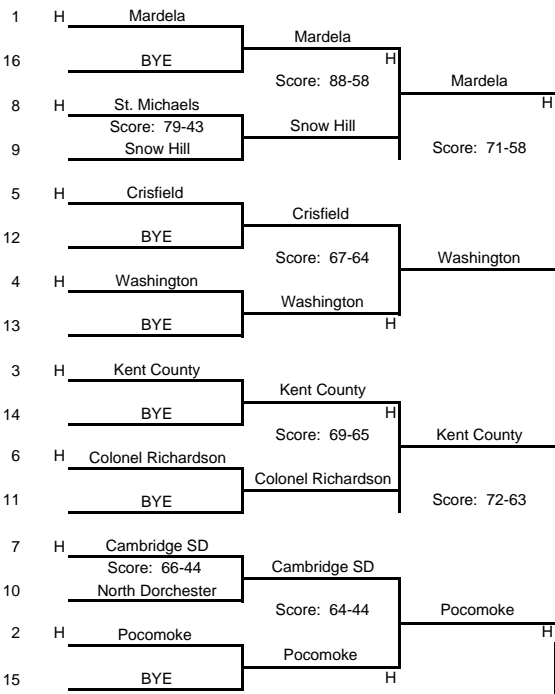 1 H Mardela
Mardela
16 BYE H
Score: 88-58 Mardela
8 H St. Michaels H
Score: 79-43 Snow Hill
9 Snow Hill Score: 71-58
5 H Crisfield
Crisfield
12 BYE
Score: 67-64 Washington
4 H Washington
Washington
13 BYE H
3 H Kent County
Kent County
14 BYE H
Score: 69-65 Kent County
6 H Colonel Richardson
Colonel Richardson
11 BYE Score: 72-63
7 H Cambridge SD
Score: 66-44 Cambridge SD
10 North Dorchester
Score: 64-44 Pocomoke
2 H Pocomoke H
Pocomoke
15 BYE H